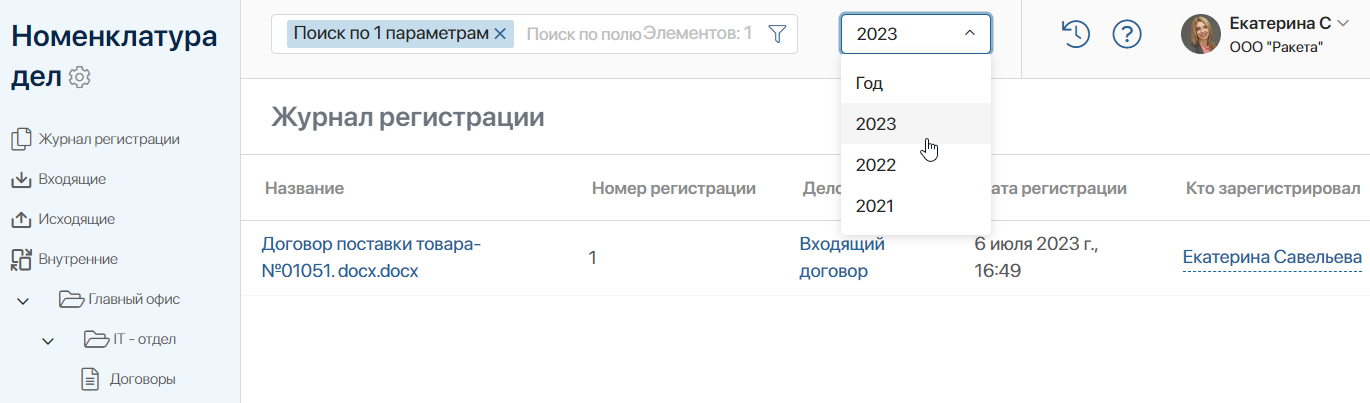 Номенклатура
дел
Журнал регистрации
Входящие
Исходящие
Внутренние
Главный офис
IT - отдел
Договоры
Поиск по 1 параметрам Поиск по полю Элементов: 1
2023
Год
2023
2022
2021
Екатерина С
ООО "Ракета"
Журнал регистрации
Название Номер регистрации Дело ата регистрации Кто зарегистрировал
Договор поставки товара-
№01051. docx.docx
1
Входящий
договор
6 июля 2023 г.,
16:49
Екатерина Савельева